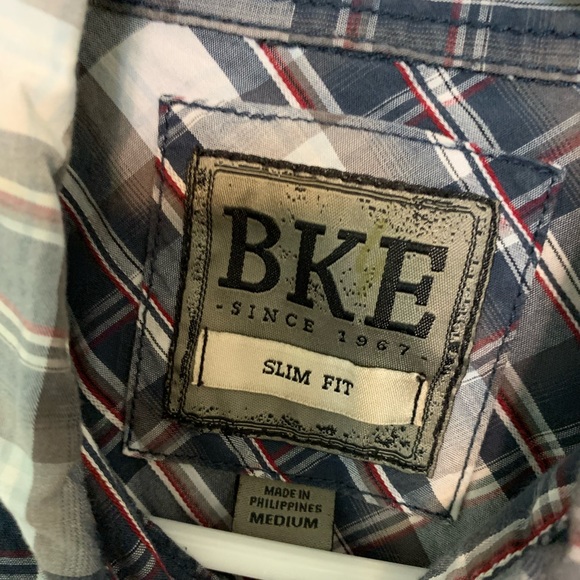 BKE
-SINCE 1967-
SLIM FIT
MADE IN
PHILIPPINES
MEDIUM